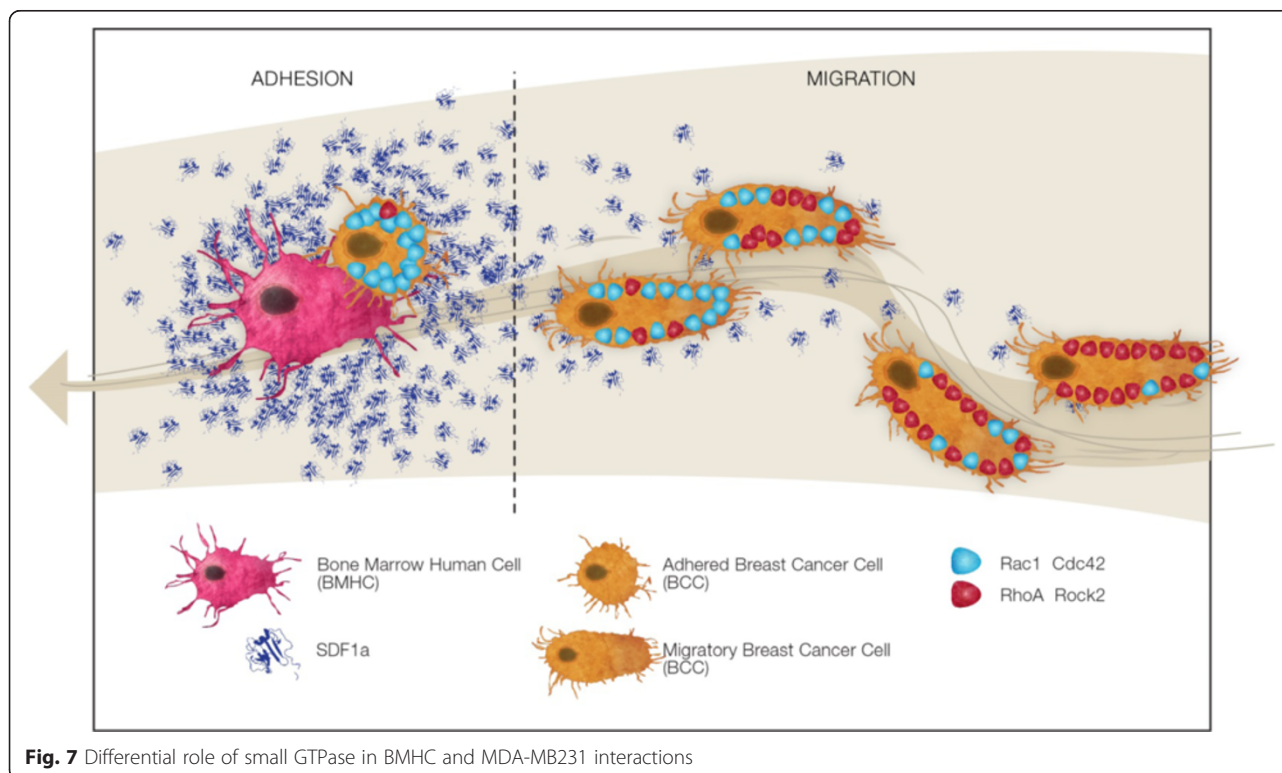 ADHESION
MIGRATION
Bone Marrow Human Cell
(BMHC)
SDF1a
Adhered Breast Cancer Cell
(BCC)
Migratory Breast Cancer Cell
(BCC)
Rac1 Cdc42
RhoA Rock2
Fig. 7 Differential role of small GTPase in BMHC and MDA-MB231 interactions